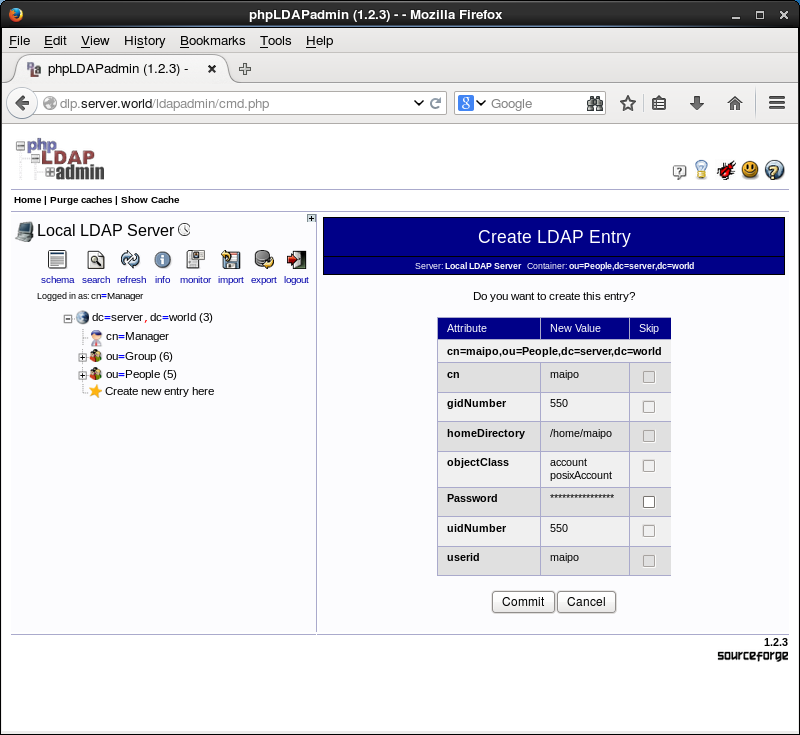 phpLDAPadmin (1.2.3) - - Mozilla Firefox
File Edit View History Bookmarks Tools Help
phpLDAPadmin (1.2.3) -
dlp.server.world/ldapadmin/cmd.php
Google
php
LDAP
admin
Home | Purge caches | Show Cache
Local LDAP Server
schema search refresh info monitor import export logout
Logged in as: cn=Manager
dc=server, dc=world (3)
cn=Manager
ou=Group (6)
ou=People (5)
Create new entry here
Create LDAP Entry
Server: Local LDAP Server Container: ou=People,dc=server,dc=world
Do you want to create this entry?
Attribute New Value Skip
cn=maipo,ou=People,dc=server,dc=world
cn maipo
gidNumber 550
homeDirectory /home/maipo
objectClass account
posixAccount
Password ****************
uidNumber 550
userid maipo
Commit Cancel
1.2.3
sourceforge